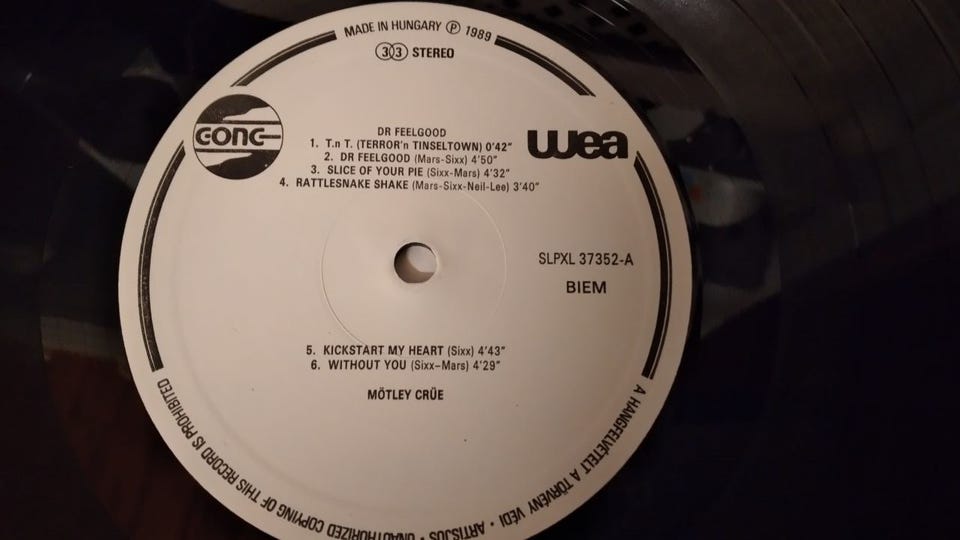 MADE IN HUNGARY Ⓟ 1989
33 STEREO
GONG
wea
DR FEELGOOD
1. T.n T. (TERROR'n TINSELTOWN) 0'42"
2. DR FEELGOOD (Mars-Sixx) 4'50"
3. SLICE OF YOUR PIE (Sixx-Mars) 4'32"
4. RATTLESNAKE SHAKE (Mars-Sixx-Neil-Lee) 3'40"
SLPXL 37352-A
BIEM
5. KICKSTART MY HEART (Sixx) 4'43"
6. WITHOUT YOU (Sixx-Mars) 4'29"
MÖTLEY CRÜE
A HANGFELVÉTELT A TÖRVÉNY VÉDI • ARTISJUS • UNAUTHORIZED COPYING OF THIS RECORD IS PROHIBITED